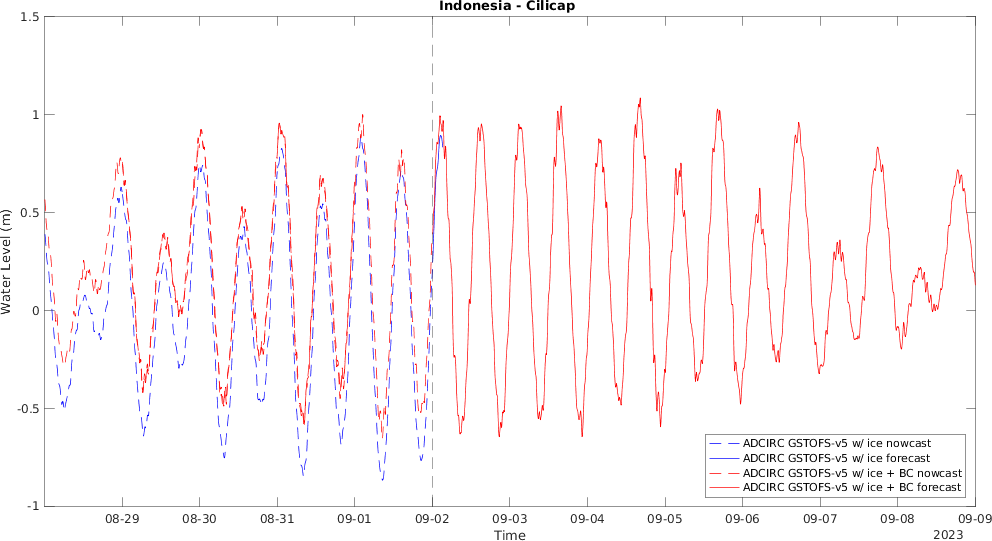 Indonesia - Cilicap
1.5
1
0.5
0
-0.5
-1
Water Level (m)
08-29 08-30 08-31 09-01 09-02 09-03 09-04 09-05 09-06 09-07 09-08 09-09
Time
2023
ADCIRC GSTOFS-v5 w/ ice nowcast
ADCIRC GSTOFS-v5 w/ ice forecast
ADCIRC GSTOFS-v5 w/ ice + BC nowcast
ADCIRC GSTOFS-v5 w/ ice + BC forecast